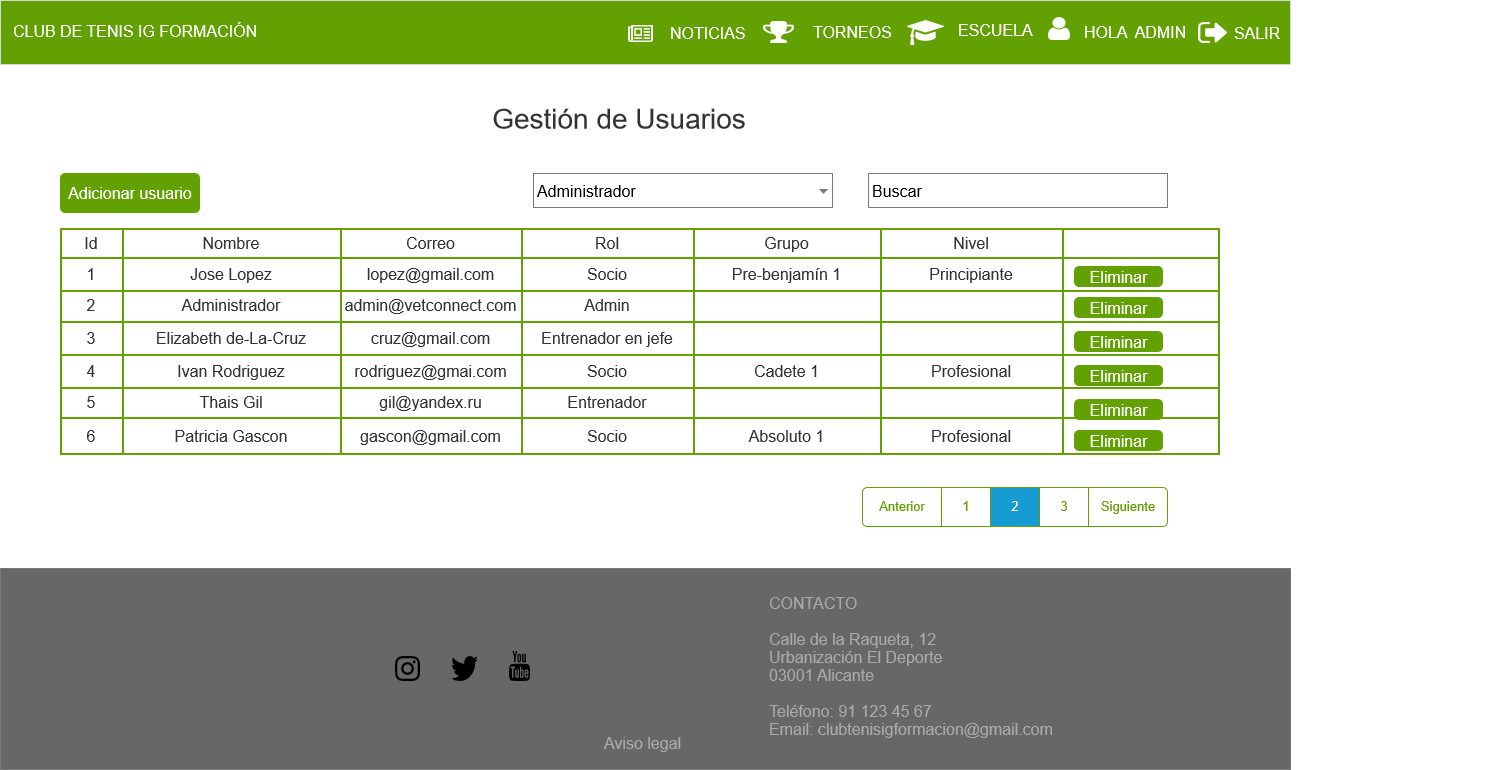 CLUB DE TENIS IG FORMACIÓN NOTICIAS TORNEOS ESCUELA HOLA ADMIN SALIR
Gestión de Usuarios
Adicionar usuario Administrador Buscar
Id Nombre Correo Rol Grupo Nivel
1 Jose Lopez lopez@gmail.com Socio Pre-benjamín 1 Principiante Eliminar
2 Administrador admin@vetconnect.com Admin Eliminar
3 Elizabeth de-La-Cruz cruz@gmail.com Entrenador en jefe Eliminar
4 Ivan Rodriguez rodriguez@gmai.com Socio Cadete 1 Profesional Eliminar
5 Thais Gil gil@yandex.ru Entrenador Eliminar
6 Patricia Gascon gascon@gmail.com Socio Absoluto 1 Profesional Eliminar
Anterior 1 2 3 Siguiente
CONTACTO
Calle de la Raqueta, 12
Urbanización El Deporte
03001 Alicante
You
Tube
Teléfono: 91 123 45 67
Email: clubtenisigformacion@gmail.com
Aviso legal